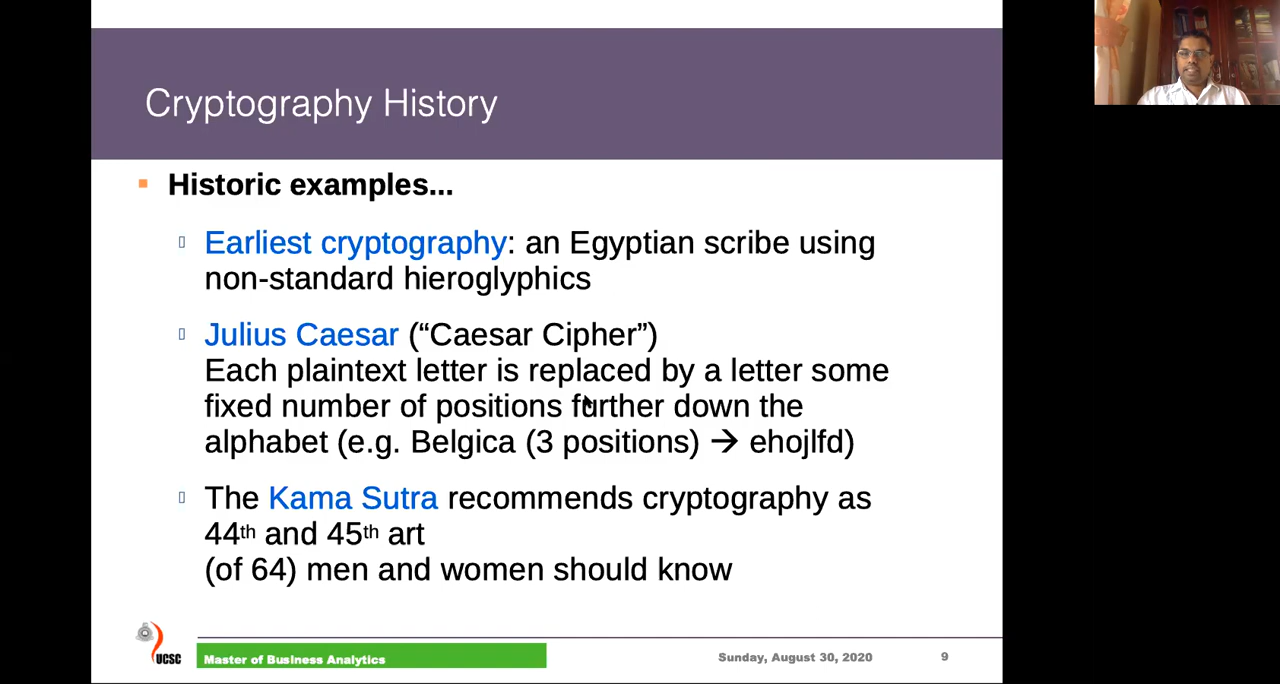 Cryptography History
Historic examples...
Earliest cryptography: an Egyptian scribe using
non-standard hieroglyphics
Julius Caesar (“Caesar Cipher”)
Each plaintext letter is replaced by a letter some
fixed number of positions further down the
alphabet (e.g. Belgica (3 positions) → ehojlfd)
The Kama Sutra recommends cryptography as
44th and 45th art
(of 64) men and women should know
UCSC
Master of Business Analytics
Sunday, August 30, 2020
9